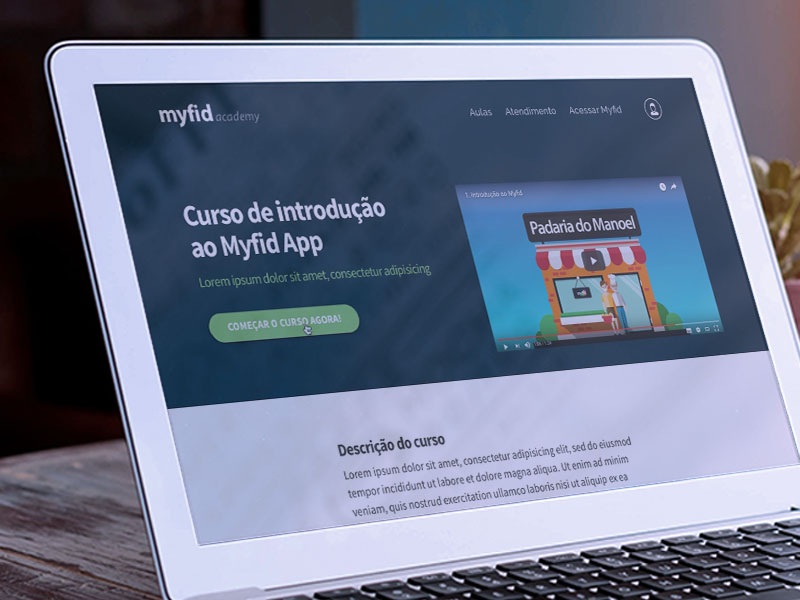 myfid academy
Aulas Atendimento Acessar Myfid
Curso de introdução
ao Myfid App
Lorem ipsum dolor sit amet, consectetur adipisicing
COMEÇAR O CURSO AGORA!
1. Introdução ao Myfid
Padaria do Manoel
myfid
Descrição do curso
Lorem ipsum dolor sit amet, consectetur adipisicing elit, sed do eiusmod
tempor incididunt ut labore et dolore magna aliqua. Ut enim ad minim
veniam, quis nostrud exercitation ullamco laboris nisi ut aliquip ex ea